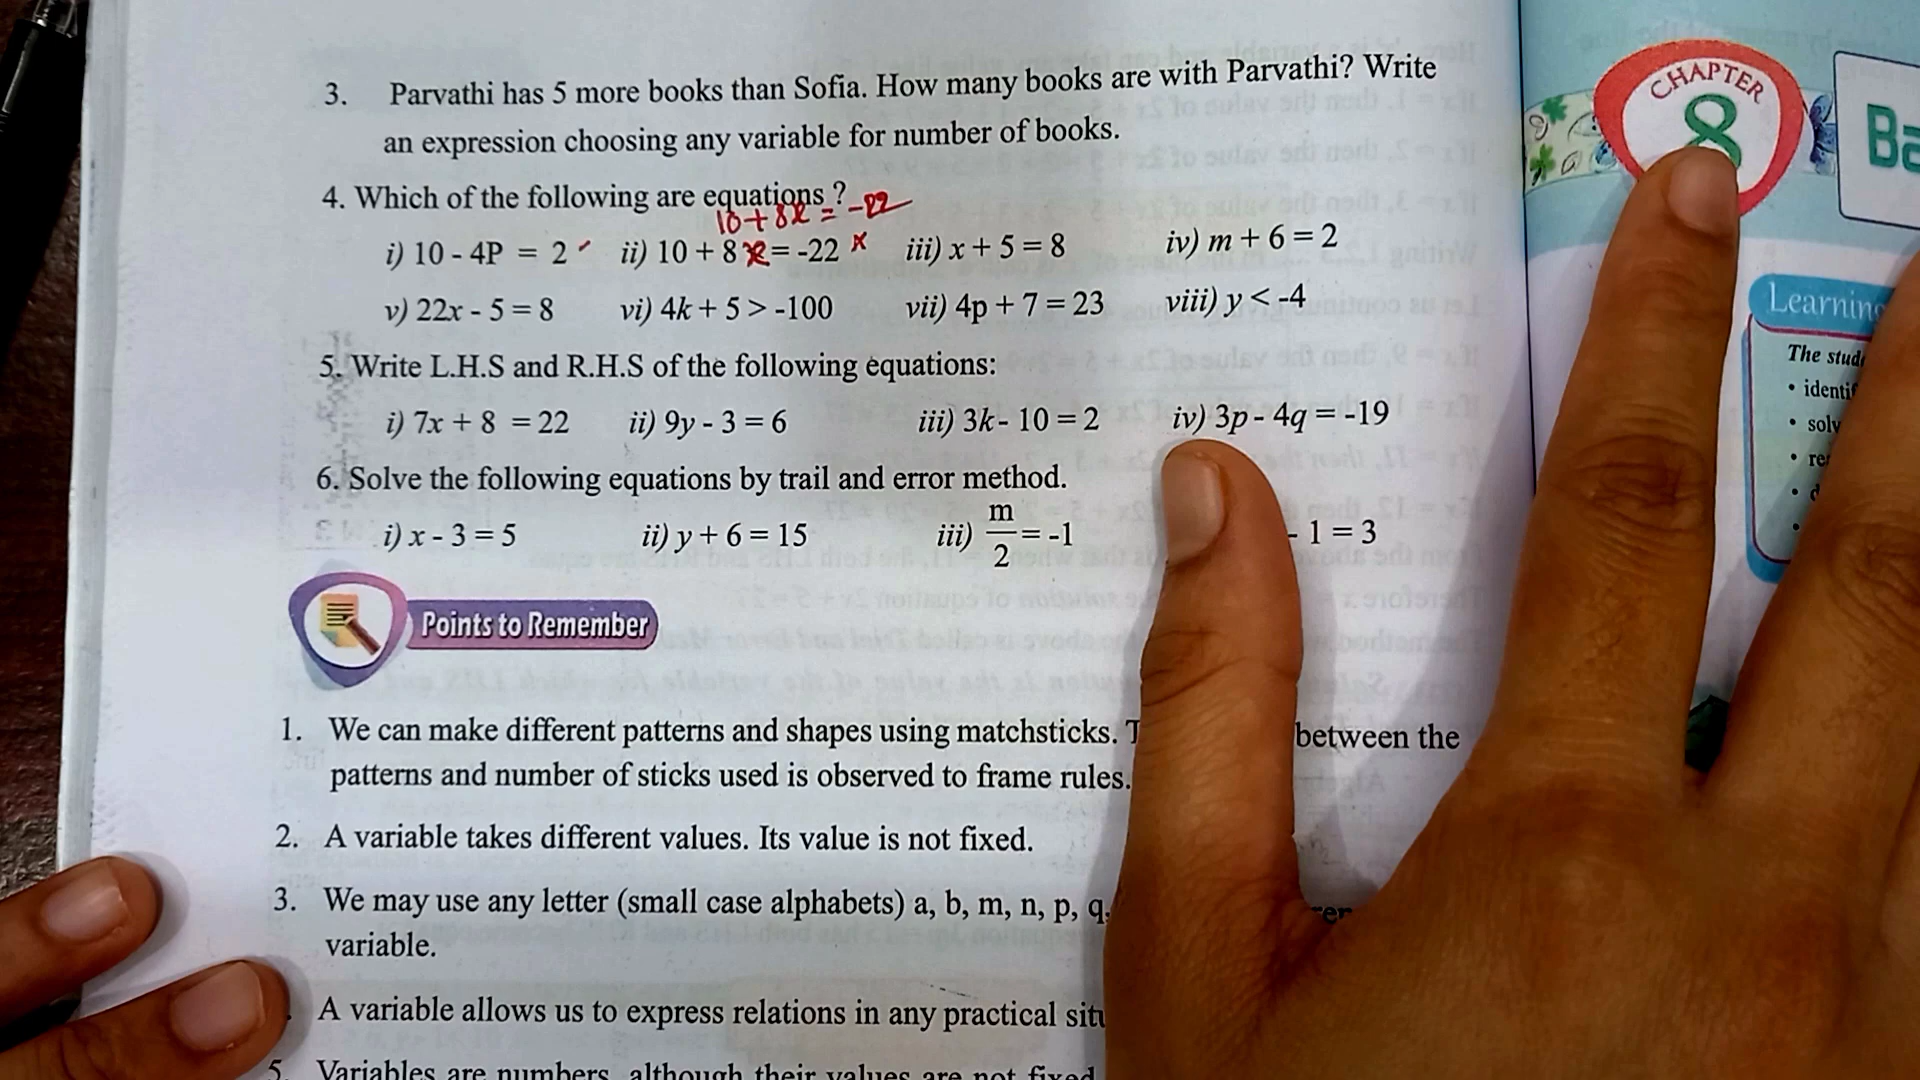 3. Parvathi has 5 more books than Sofia. How many books are with Parvathi? Write
an expression choosing any variable for number of books.
4. Which of the following are equations ?
10+8x = -22
i) 10 - 4P = 2 ii) 10 + 8x = -22 × iii) x + 5 = 8 iv) m + 6 = 2
v) 22x - 5 = 8 vi) 4k + 5 > -100 vii) 4p + 7 = 23 viii) y < -4
5. Write L.H.S and R.H.S of the following equations:
i) 7x + 8 = 22 ii) 9y - 3 = 6 iii) 3k - 10 = 2 iv) 3p - 4q = -19
6. Solve the following equations by trail and error method.
i) x - 3 = 5 ii) y + 6 = 15 iii) m/2 = -1 - 1 = 3
Points to Remember
1. We can make different patterns and shapes using matchsticks. between the
patterns and number of sticks used is observed to frame rules.
2. A variable takes different values. Its value is not fixed.
3. We may use any letter (small case alphabets) a, b, m, n, p, q,
variable.
A variable allows us to express relations in any practical
5. Variables are numbers, although their values are not fixed
CHAPTER
8
Learning
The